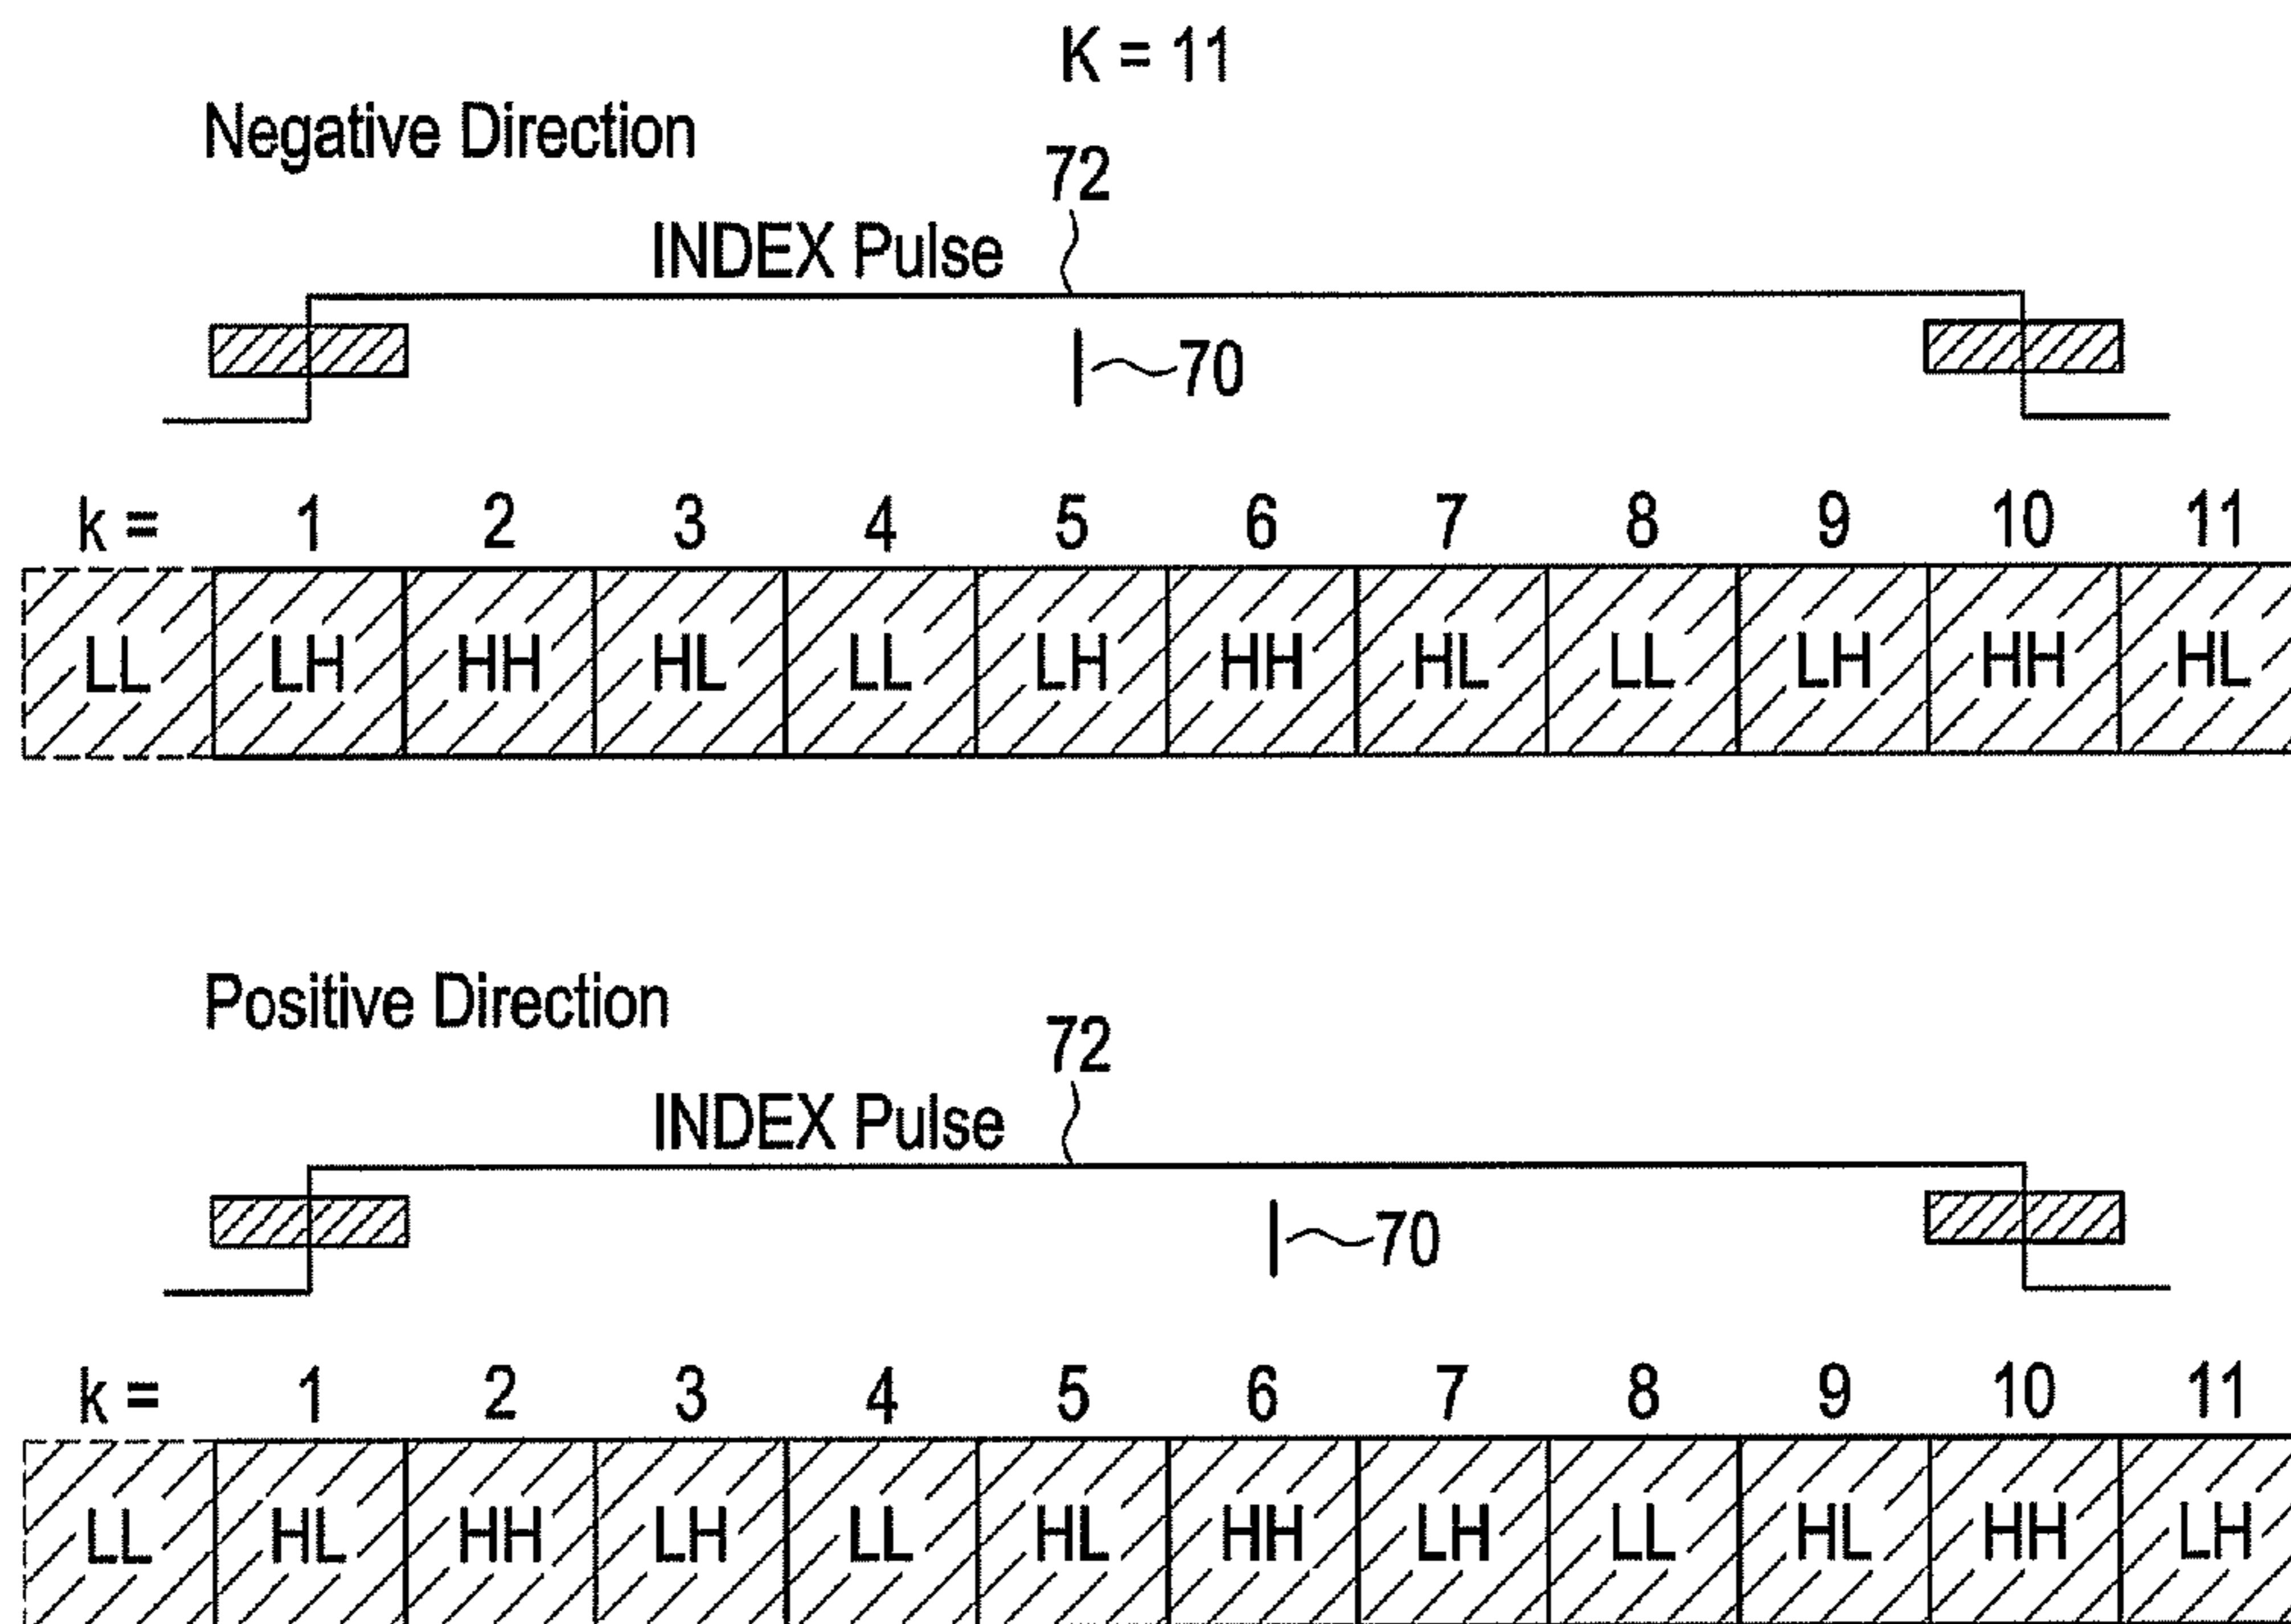 K = 11
Negative Direction
72
INDEX Pulse
70
k = 1 2 3 4 5 6 7 8 9 10 11
LL LH HH HL LL LH HH HL LL LH HH HL
Positive Direction
72
INDEX Pulse
70
k = 1 2 3 4 5 6 7 8 9 10 11
LL HL HH LH LL HL HH LH LL HL HH LH